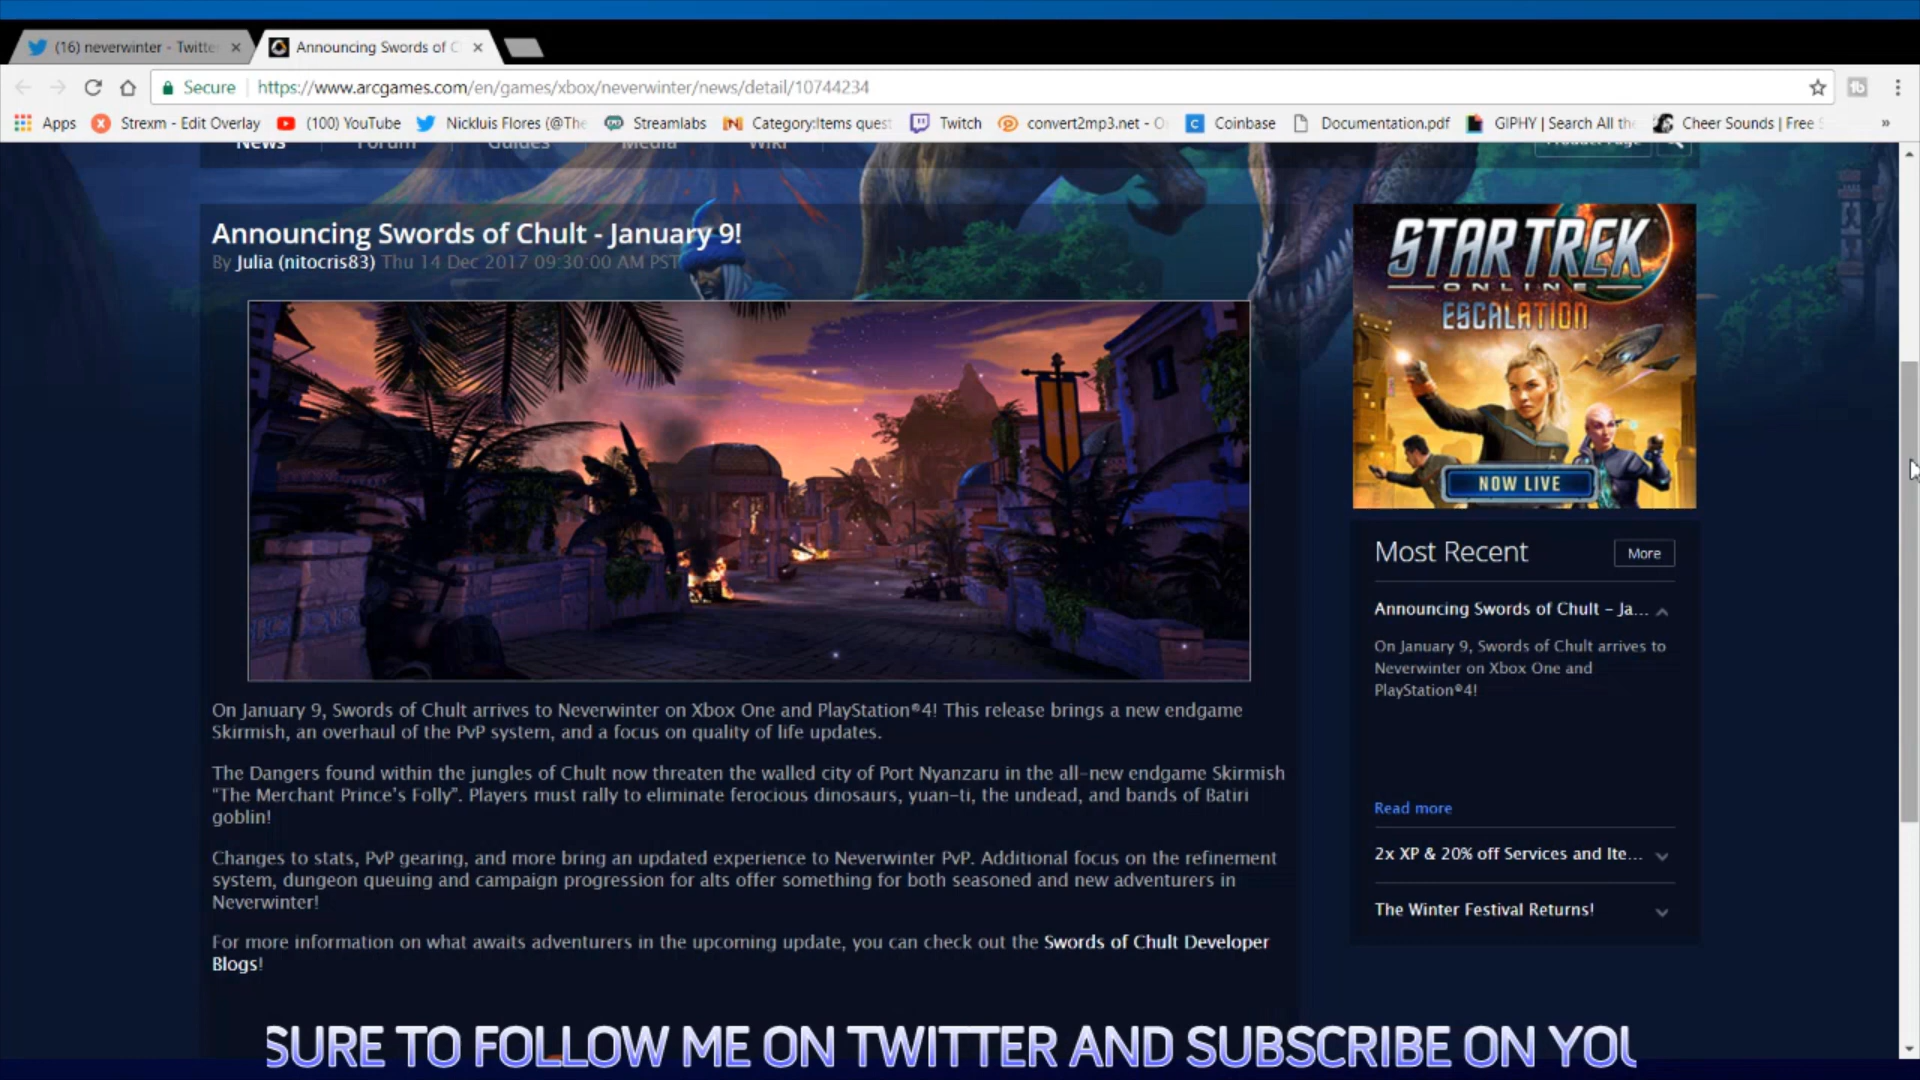 (16) neverwinter - Twitte
Announcing Swords of C
Secure https://www.arcgames.com/en/games/xbox/neverwinter/news/detail/10744234
Apps Strexm - Edit Overlay (100) YouTube Nickluis Flores (@The Streamlabs Category:Items quest Twitch convert2mp3.net - O Coinbase Documentation.pdf GIPHY | Search All the Cheer Sounds | Free S »
News Forum Guides Media Wiki Product Page
Announcing Swords of Chult - January 9!
By Julia (nitocris83) Thu 14 Dec 2017 09:30:00 AM PST
On January 9, Swords of Chult arrives to Neverwinter on Xbox One and PlayStation®4! This release brings a new endgame
Skirmish, an overhaul of the PvP system, and a focus on quality of life updates.
The Dangers found within the jungles of Chult now threaten the walled city of Port Nyanzaru in the all-new endgame Skirmish
“The Merchant Prince’s Folly”. Players must rally to eliminate ferocious dinosaurs, yuan-ti, the undead, and bands of Batiri
goblin!
Changes to stats, PvP gearing, and more bring an updated experience to Neverwinter PvP. Additional focus on the refinement
system, dungeon queuing and campaign progression for alts offer something for both seasoned and new adventurers in
Neverwinter!
For more information on what awaits adventurers in the upcoming update, you can check out the Swords of Chult Developer
Blogs!
STAR TREK
ONLINE
ESCALATION
NOW LIVE
Most Recent More
Announcing Swords of Chult – Ja...
On January 9, Swords of Chult arrives to
Neverwinter on Xbox One and
PlayStation®4!
Read more
2x XP & 20% off Services and Ite...
The Winter Festival Returns!
SURE TO FOLLOW ME ON TWITTER AND SUBSCRIBE ON YOU